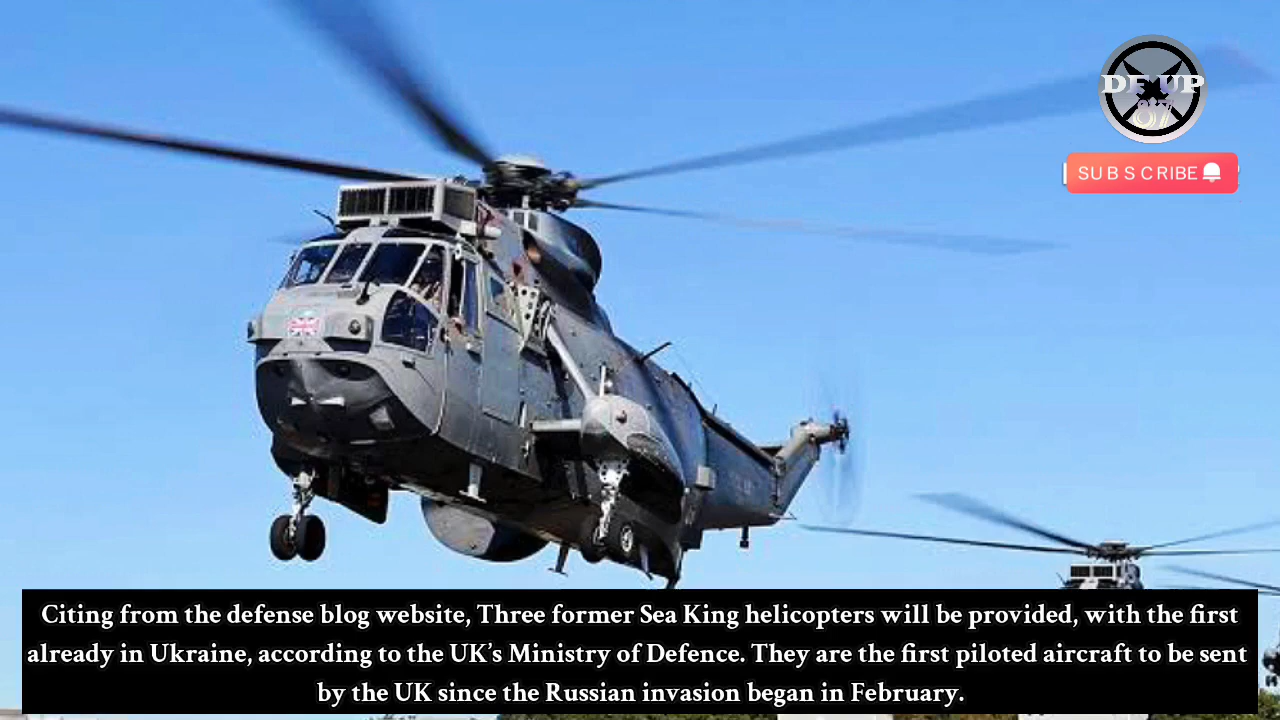 DF UP
87
SUBSCRIBE
Citing from the defense blog website, Three former Sea King helicopters will be provided, with the first
already in Ukraine, according to the UK's Ministry of Defence. They are the first piloted aircraft to be sent
by the UK since the Russian invasion began in February.